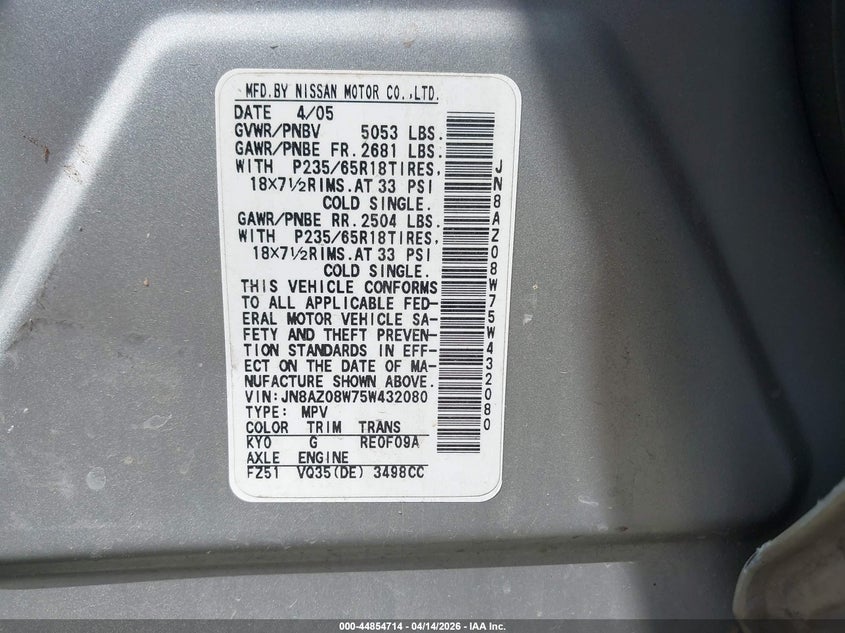 MFD.BY NISSAN MOTOR CO.,LTD.
DATE 4/05
GVWR/PNBV 5053 LBS.
GAWR/PNBE FR.2681 LBS.
WITH P235/65R18TIRES,
18×7½RIMS.AT 33 PSI
COLD SINGLE.
GAWR/PNBE RR.2504 LBS.
WITH P235/65R18TIRES,
18×7½RIMS.AT 33 PSI
COLD SINGLE.
THIS VEHICLE CONFORMS
TO ALL APPLICABLE FED-
ERAL MOTOR VEHICLE SA-
FETY AND THEFT PREVEN-
TION STANDARDS IN EFF-
ECT ON THE DATE OF MA-
NUFACTURE SHOWN ABOVE.
VIN:JN8AZ08W75W432080
TYPE: MPV
COLOR TRIM TRANS
KY0 G RE0F09A
AXLE ENGINE
FZ51 VQ35(DE) 3498CC
JN8AZ08W75W432080
000-44854714 - 04/14/2026 - IAA Inc.